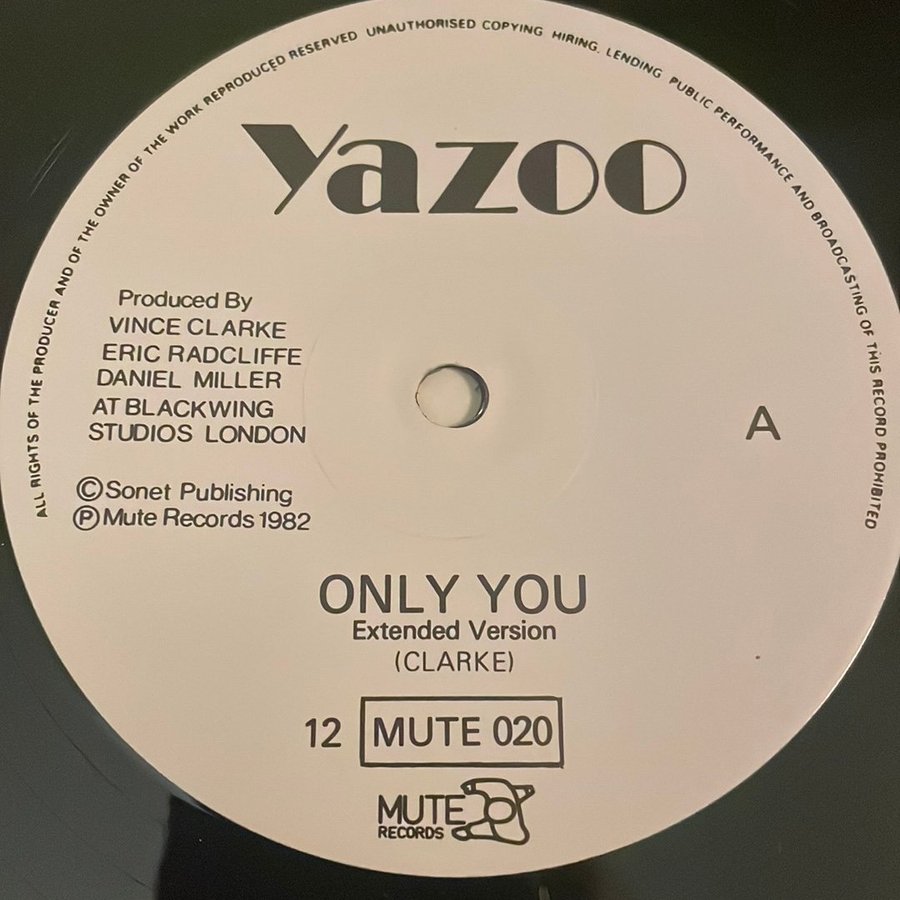 ALL RIGHTS OF THE PRODUCER AND OF THE OWNER OF THE WORK REPRODUCED RESERVED UNAUTHORISED COPYING HIRING. LENDING PUBLIC PERFORMANCE AND BROADCASTING OF THIS RECORD PROHIBITED
Yazoo
Produced By
VINCE CLARKE
ERIC RADCLIFFE
DANIEL MILLER
AT BLACKWING
STUDIOS LONDON
A
©Sonet Publishing
℗Mute Records 1982
ONLY YOU
Extended Version
(CLARKE)
12 MUTE 020
MUTE
RECORDS